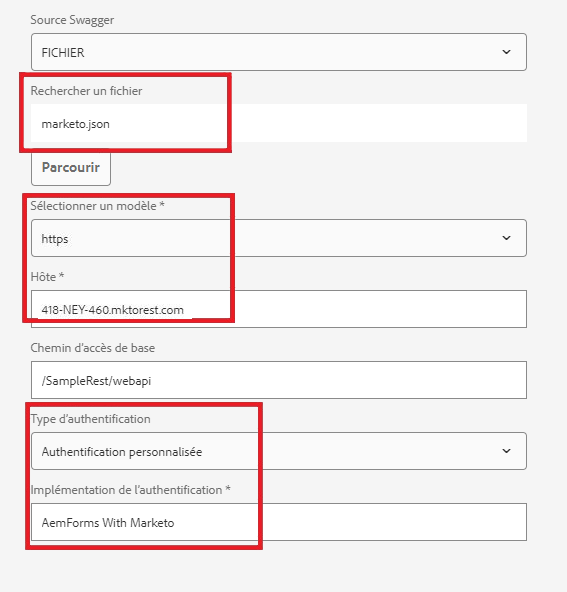 Source Swagger
FICHIER
Rechercher un fichier
marketo.json
Parcourir
Sélectionner un modèle *
https
Hôte *
418-NEY-460.mktorest.com
Chemin d'accès de base
/SampleRest/webapi
Type d'authentification
Authentification personnalisée
Implémentation de l'authentification *
AemForms With Marketo